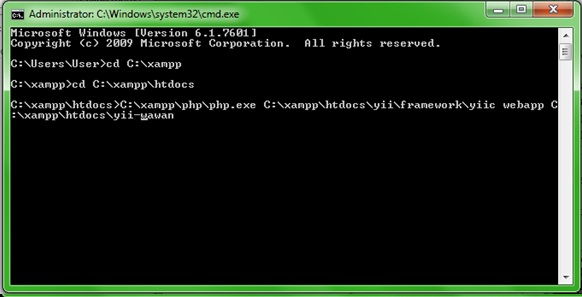 Administrator: C:\Windows\system32\cmd.exe
Microsoft Windows [Version 6.1.7601]
Copyright (c) 2009 Microsoft Corporation.  All rights reserved.
C:\Users\User>cd C:\xampp
C:\xampp>cd C:\xampp\htdocs
C:\xampp\htdocs>C:\xampp\php\php.exe C:\xampp\htdocs\yii\framework\yiic webapp C
:\xampp\htdocs\yii-wawan